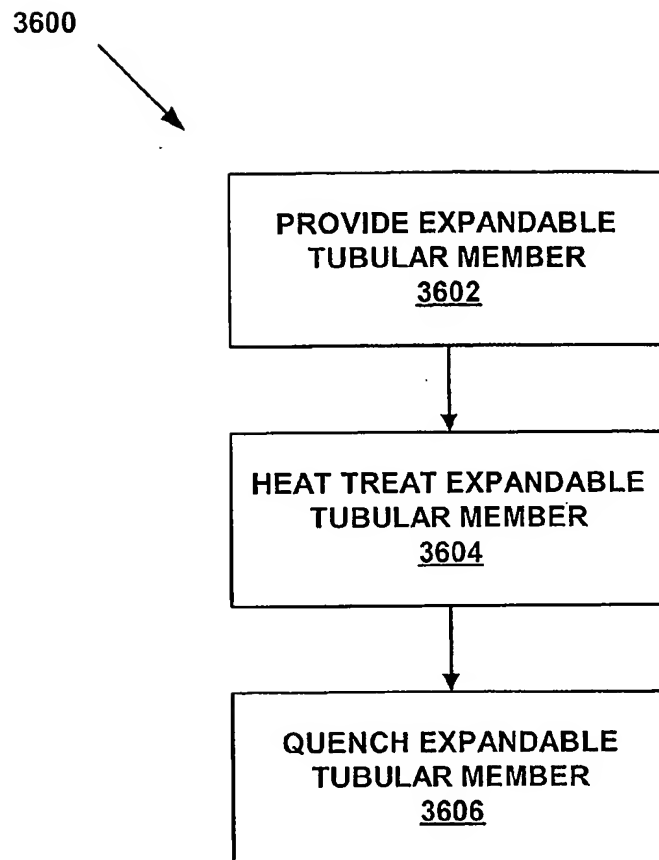 3600
PROVIDE EXPANDABLE
TUBULAR MEMBER
3602
HEAT TREAT EXPANDABLE
TUBULAR MEMBER
3604
QUENCH EXPANDABLE
TUBULAR MEMBER
3606